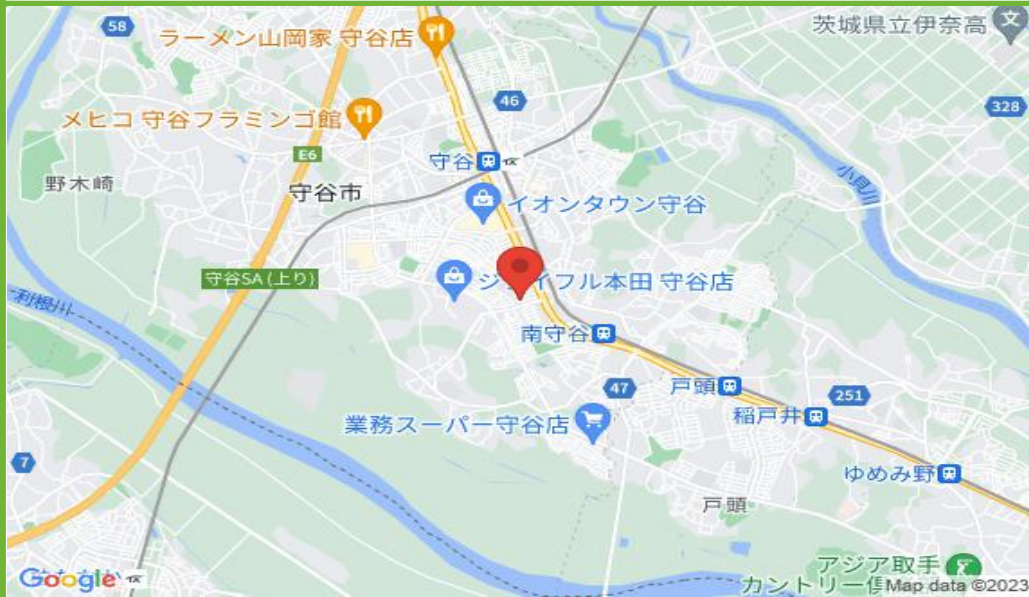 58
ラーメン山岡家 守谷店
茨城県立伊奈高
文
46
328
メヒコ 守谷フラミンゴ館
E6
守谷
小貝川
野木崎
守谷市
イオンタウン守谷
守谷SA(上り)
フル本田 守谷店
利根川
南守谷
戸頭
47
251
稲戸井
業務スーパー守谷店
7
ゆめみ野
戸頭
アジア取手
カントリー倶
Google
Map data ©2023